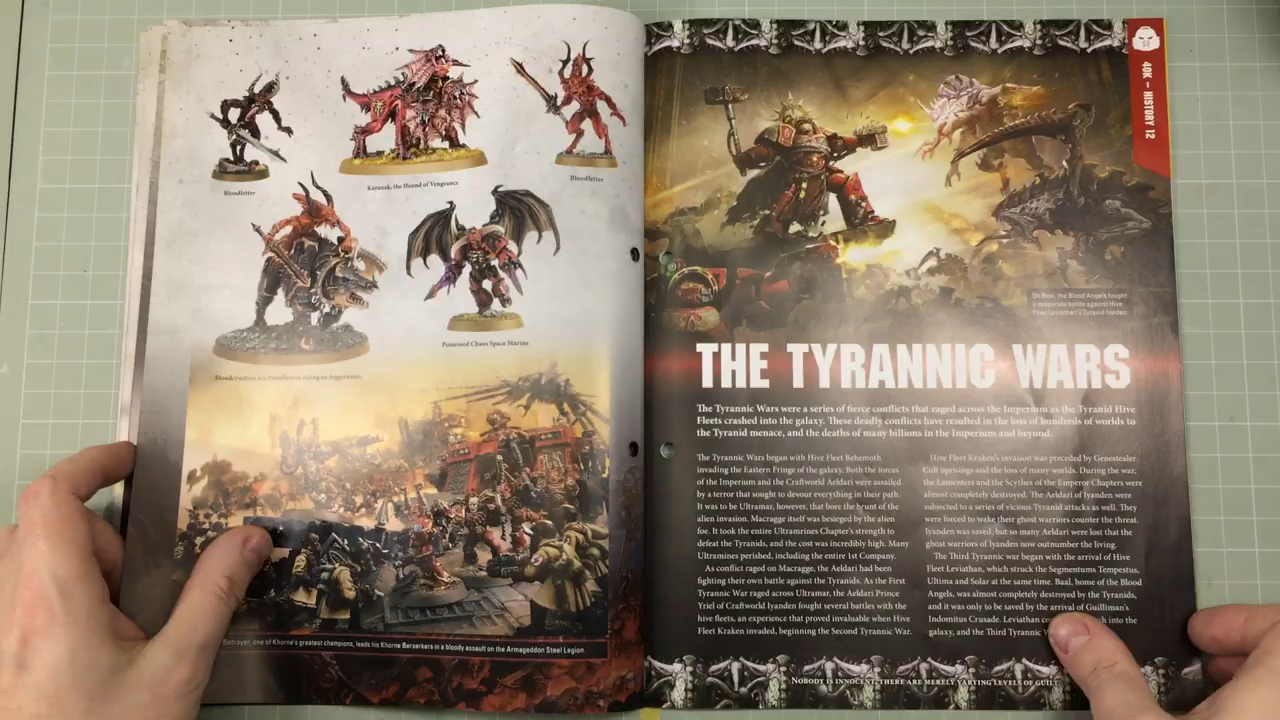 Bloodletter
Karanak, the Hound of Vengeance
Bloodletter
Bloodcrushers are Bloodletters riding on Juggernauts.
Possessed Chaos Space Marine
Betrayer, one of Khorne's greatest champions, leads his Khorne Berserkers in a bloody assault on the Armageddon Steel Legion.
40K – HISTORY 12
On Baal, the Blood Angels fought
a desperate battle against Hive
Fleet Leviathan's Tyranid hordes.
THE TYRANNIC WARS
The Tyrannic Wars were a series of fierce conflicts that raged across the Imperium as the Tyranid Hive
Fleets crashed into the galaxy. These deadly conflicts have resulted in the loss of hundreds of worlds to
the Tyranid menace, and the deaths of many billions in the Imperium and beyond.
The Tyrannic Wars began with Hive Fleet Behemoth
invading the Eastern Fringe of the galaxy. Both the forces
of the Imperium and the Craftworld Aeldari were assailed
by a terror that sought to devour everything in their path.
It was to be Ultramar, however, that bore the brunt of the
alien invasion. Macragge itself was besieged by the alien
foe. It took the entire Ultramarines Chapter's strength to
defeat the Tyranids, and the cost was incredibly high. Many
Ultramarines perished, including the entire 1st Company.
As conflict raged on Macragge, the Aeldari had been
fighting their own battle against the Tyranids. As the First
Tyrannic War raged across Ultramar, the Aeldari Prince
Yriel of Craftworld Iyanden fought several battles with the
hive fleets, an experience that proved invaluable when Hive
Fleet Kraken invaded, beginning the Second Tyrannic War.
Hive Fleet Kraken's invasion was preceded by Genestealer
Cult uprisings and the loss of many worlds. During the war,
the Lamenters and the Scythes of the Emperor Chapters were
almost completely destroyed. The Aeldari of Iyanden were
subjected to a series of vicious Tyranid attacks as well. They
were forced to wake their ghost warriors counter the threat.
Iyanden was saved, but so many Aeldari were lost that the
ghost warriors of Iyanden now outnumber the living.
The Third Tyrannic war began with the arrival of Hive
Fleet Leviathan, which struck the Segmentums Tempestus,
Ultima and Solar at the same time. Baal, home of the Blood
Angels, was almost completely destroyed by the Tyranids,
and it was only to be saved by the arrival of Guilliman's
Indomitus Crusade. Leviathan into the
galaxy, and the Third Tyrannic
NOBODY IS INNOCENT, THERE ARE MERELY VARYING LEVELS OF GUILT.